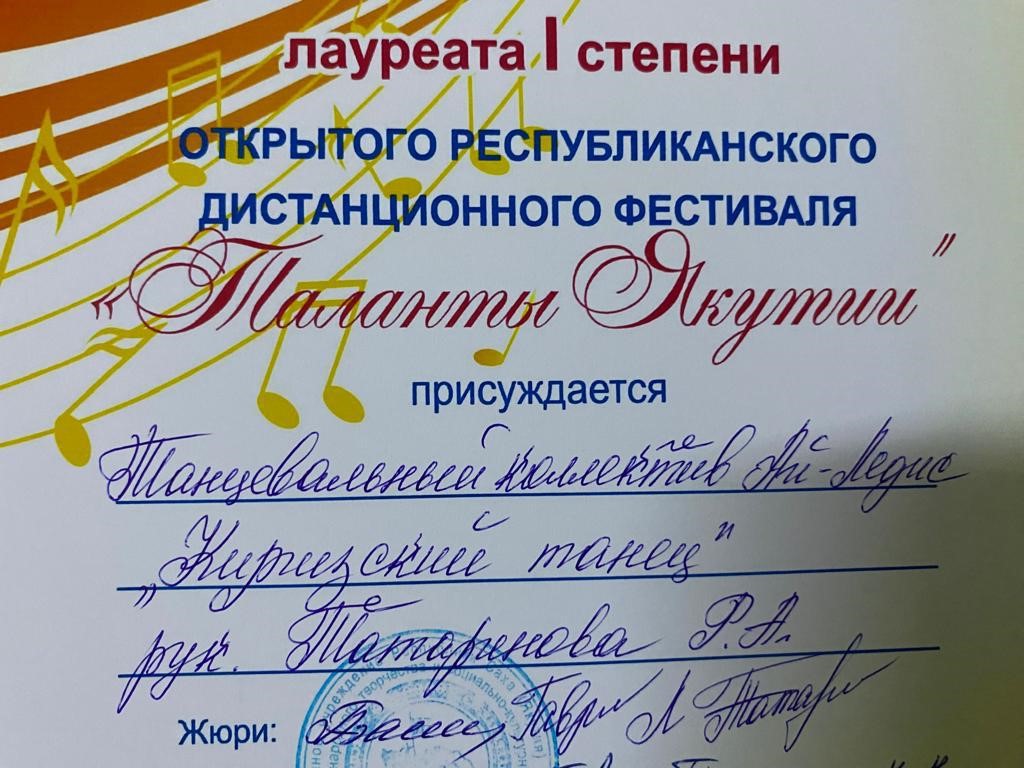 лауреата I степени
ОТКРЫТОГО РЕСПУБЛИКАНСКОГО
ДИСТАНЦИОННОГО ФЕСТИВАЛЯ
«Таланты Якутии"
присуждается
Танцевальный коллектив Ай-Ледис
„Киргизский танец"
рук. Татаринова Р.А.
Жюри: